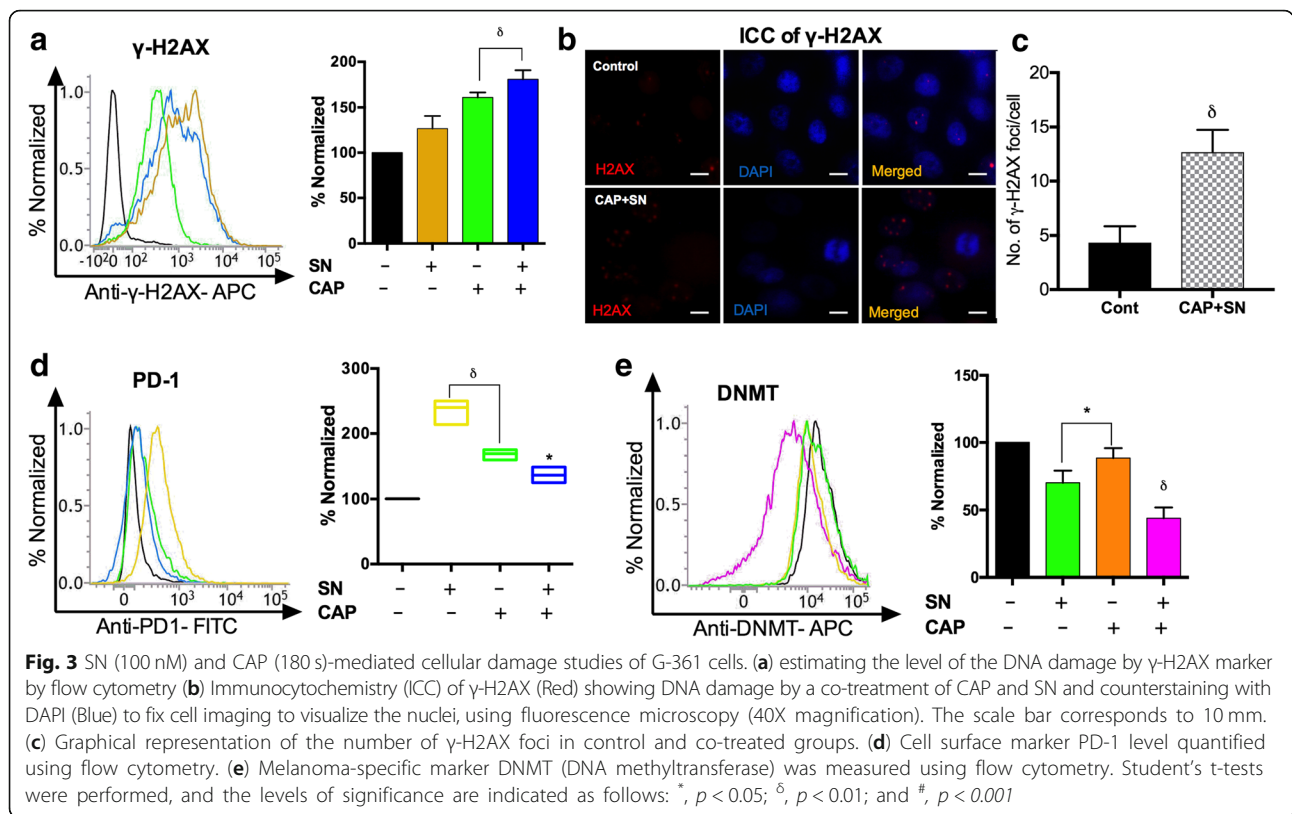 a
γ-H2AX
% Normalized
1.0
0.5
0.0
-10²0 10² 10³ 10⁴ 10⁵
Anti-γ-H2AX- APC
% Normalized
200
150
100
50
0
δ
SN − + − +
CAP − − + +
b
ICC of γ-H2AX
Control
H2AX
DAPI
Merged
CAP+SN
H2AX
DAPI
Merged
c
No. of γ-H2AX foci/cell
20
15
10
5
0
δ
Cont CAP+SN
d
PD-1
% Normalized
1.0
0.5
0.0
0 10³ 10⁴ 10⁵
Anti-PD1- FITC
% Normalized
300
200
100
0
δ
*
SN − + − +
CAP − − + +
e
DNMT
% Normalized
1.0
0.5
0.0
0 10⁴ 10⁵
Anti-DNMT- APC
% Normalized
150
100
50
0
*
δ
SN − + − +
CAP − − + +
Fig. 3 SN (100 nM) and CAP (180 s)-mediated cellular damage studies of G-361 cells. (a) estimating the level of the DNA damage by γ-H2AX marker
by flow cytometry (b) Immunocytochemistry (ICC) of γ-H2AX (Red) showing DNA damage by a co-treatment of CAP and SN and counterstaining with
DAPI (Blue) to fix cell imaging to visualize the nuclei, using fluorescence microscopy (40X magnification). The scale bar corresponds to 10 mm.
(c) Graphical representation of the number of γ-H2AX foci in control and co-treated groups. (d) Cell surface marker PD-1 level quantified
using flow cytometry. (e) Melanoma-specific marker DNMT (DNA methyltransferase) was measured using flow cytometry. Student's t-tests
were performed, and the levels of significance are indicated as follows: *, p < 0.05; δ, p < 0.01; and #, p < 0.001